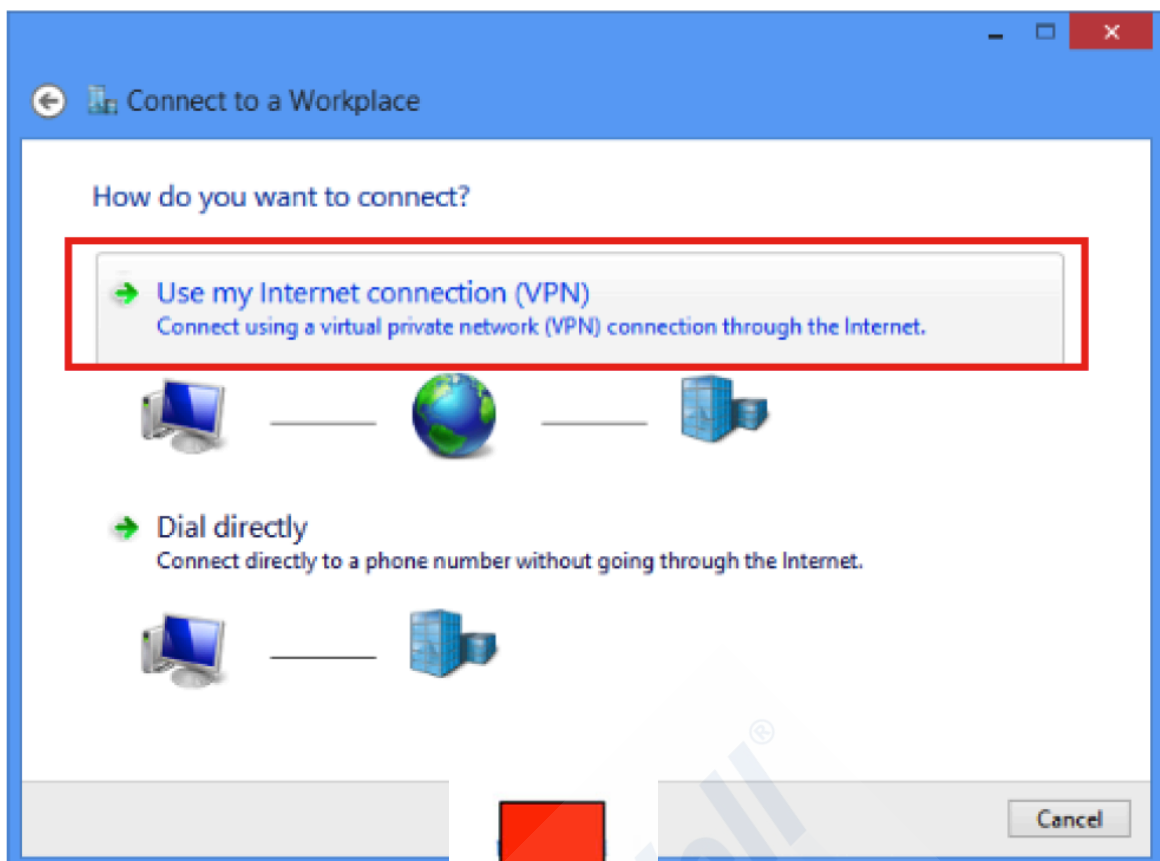 Connect to a Workplace
How do you want to connect?
Use my Internet connection (VPN)
Connect using a virtual private network (VPN) connection through the Internet.
Dial directly
Connect directly to a phone number without going through the Internet.
Cancel